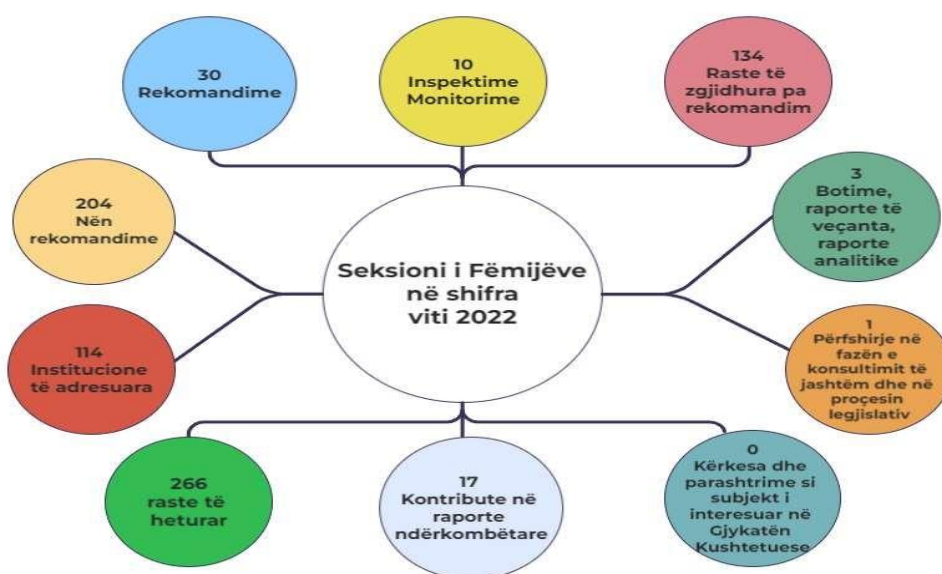 30
Rekomandime
10
Inspektime
Monitorime
134
Raste të
zgjidhura pa
rekomandim
204
Nën
rekomandime
3
Botime,
raporte të
veçanta,
raporte
analitike
Seksioni i Fëmijëve
në shifra
viti 2022
114
Institucione
të adresuara
1
Përfshirje në
fazën e
konsultimit të
jashtëm dhe në
proçesin
legjislativ
266
raste të
hetuar
17
Kontribute në
raporte
ndërkombëtare
0
Kërkesa dhe
parashtrime si
subjekt i
interesuar në
Gjykatën
Kushtetuese